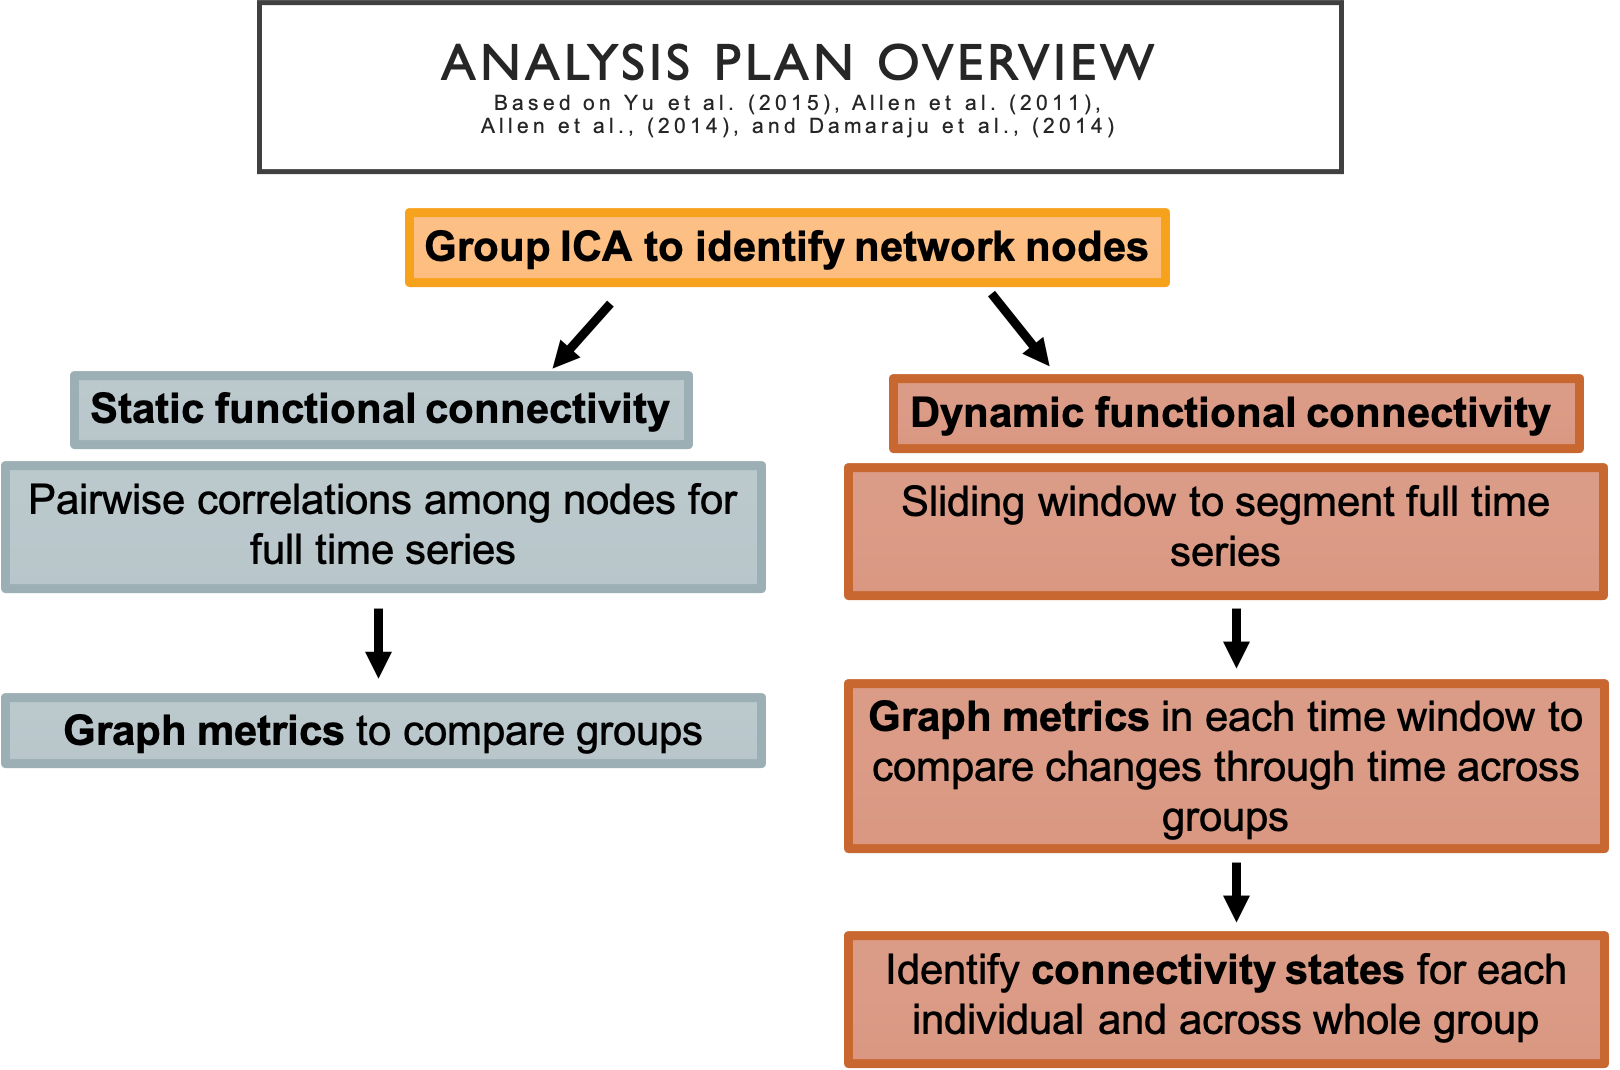 ANALYSIS PLAN OVERVIEW
Based on Yu et al. (2015), Allen et al. (2011),
Allen et al., (2014), and Damaraju et al., (2014)
Group ICA to identify network nodes
Static functional connectivity
Pairwise correlations among nodes for
full time series
Graph metrics to compare groups
Dynamic functional connectivity
Sliding window to segment full time
series
Graph metrics in each time window to
compare changes through time across
groups
Identify connectivity states for each
individual and across whole group